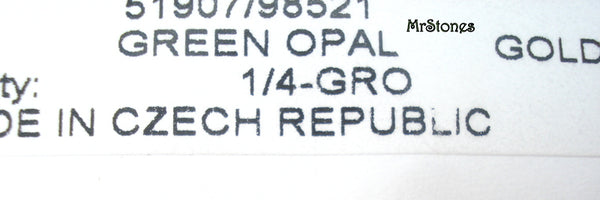 51907/98521
MrStones
GREEN OPAL GOLD
ty: 1/4-GRO
DE IN CZECH REPUBLIC